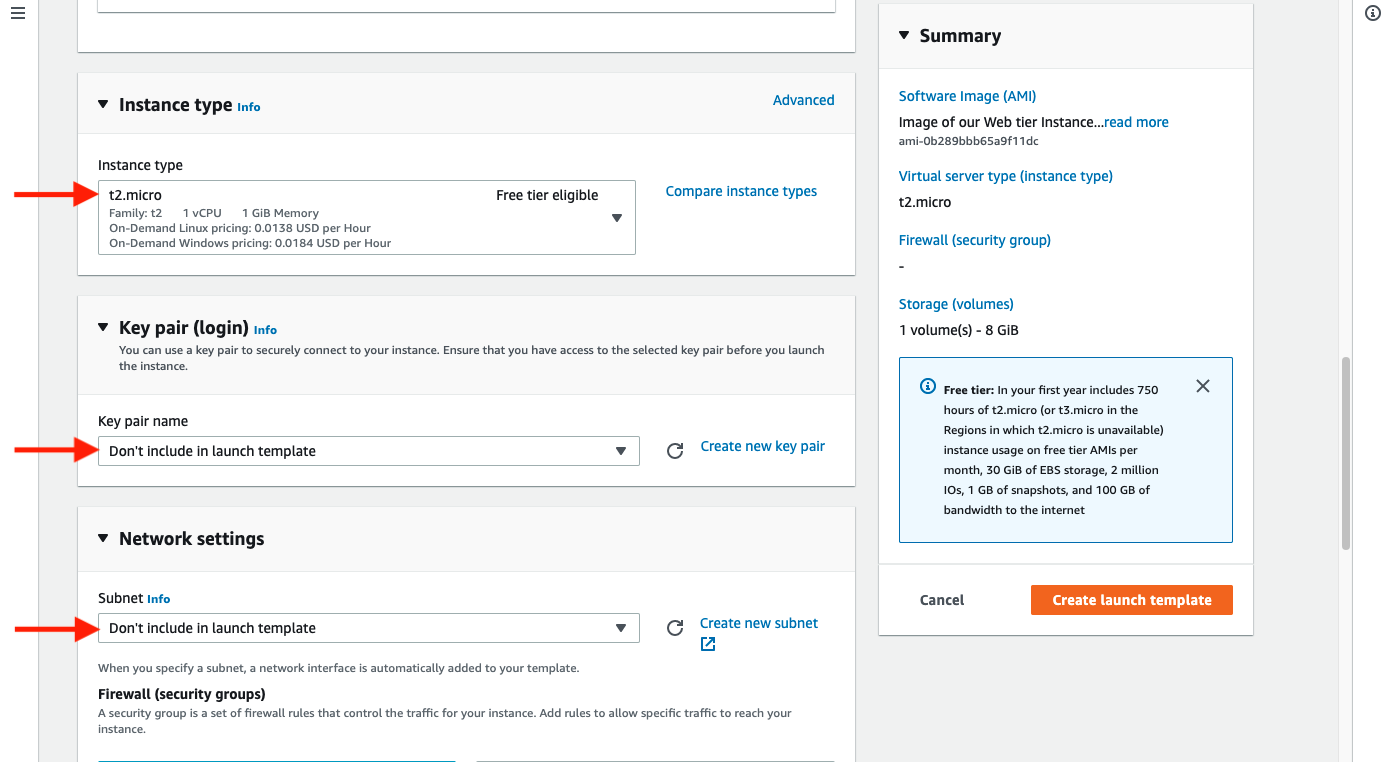 Instance type Info
Advanced
Instance type
t2.micro
Free tier eligible
Family: t2 1 vCPU 1 GiB Memory
On-Demand Linux pricing: 0.0138 USD per Hour
On-Demand Windows pricing: 0.0184 USD per Hour
Compare instance types
Key pair (login) Info
You can use a key pair to securely connect to your instance. Ensure that you have access to the selected key pair before you launch
the instance.
Key pair name
Don't include in launch template
Create new key pair
Network settings
Subnet Info
Don't include in launch template
Create new subnet
When you specify a subnet, a network interface is automatically added to your template.
Firewall (security groups)
A security group is a set of firewall rules that control the traffic for your instance. Add rules to allow specific traffic to reach your
instance.
Summary
Software Image (AMI)
Image of our Web tier Instance...read more
ami-0b289bbb65a9f11dc
Virtual server type (instance type)
t2.micro
Firewall (security group)
-
Storage (volumes)
1 volume(s) - 8 GiB
Free tier: In your first year includes 750
hours of t2.micro (or t3.micro in the
Regions in which t2.micro is unavailable)
instance usage on free tier AMIs per
month, 30 GiB of EBS storage, 2 million
IOs, 1 GB of snapshots, and 100 GB of
bandwidth to the internet
Cancel
Create launch template